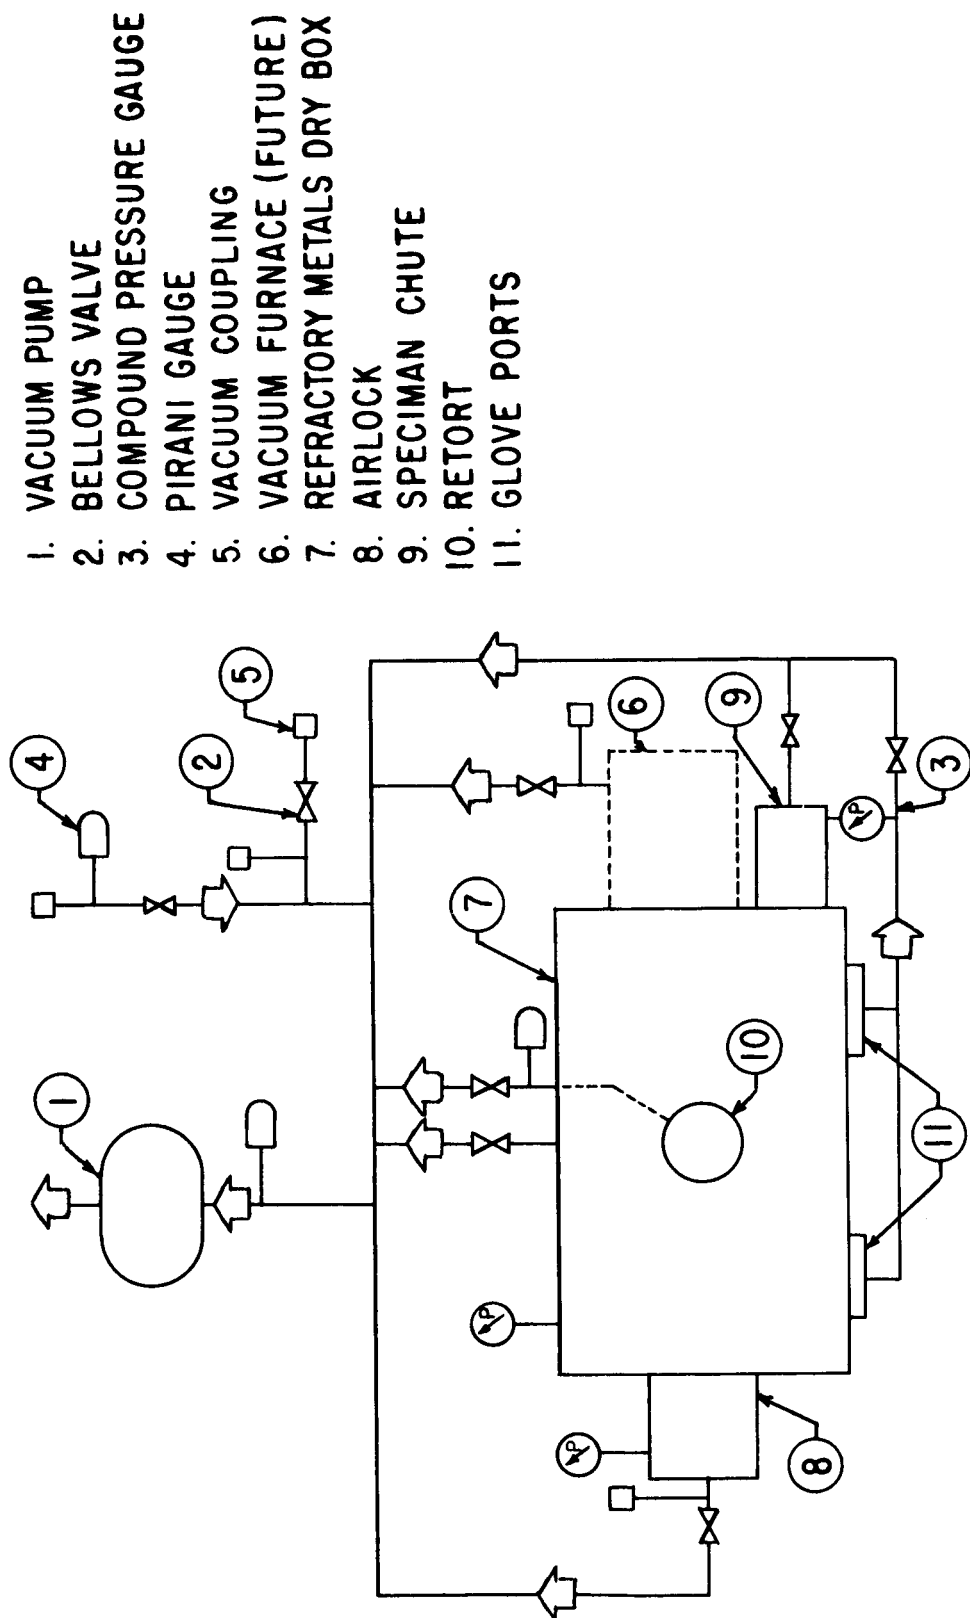 1. VACUUM PUMP
2. BELLOWS VALVE
3. COMPOUND PRESSURE GAUGE
4. PIRANI GAUGE
5. VACUUM COUPLING
6. VACUUM FURNACE (FUTURE)
7. REFRACTORY METALS DRY BOX
8. AIRLOCK
9. SPECIMAN CHUTE
10. RETORT
11. GLOVE PORTS
4
5
2
1
7
6
9
P
3
10
P
11
P
8